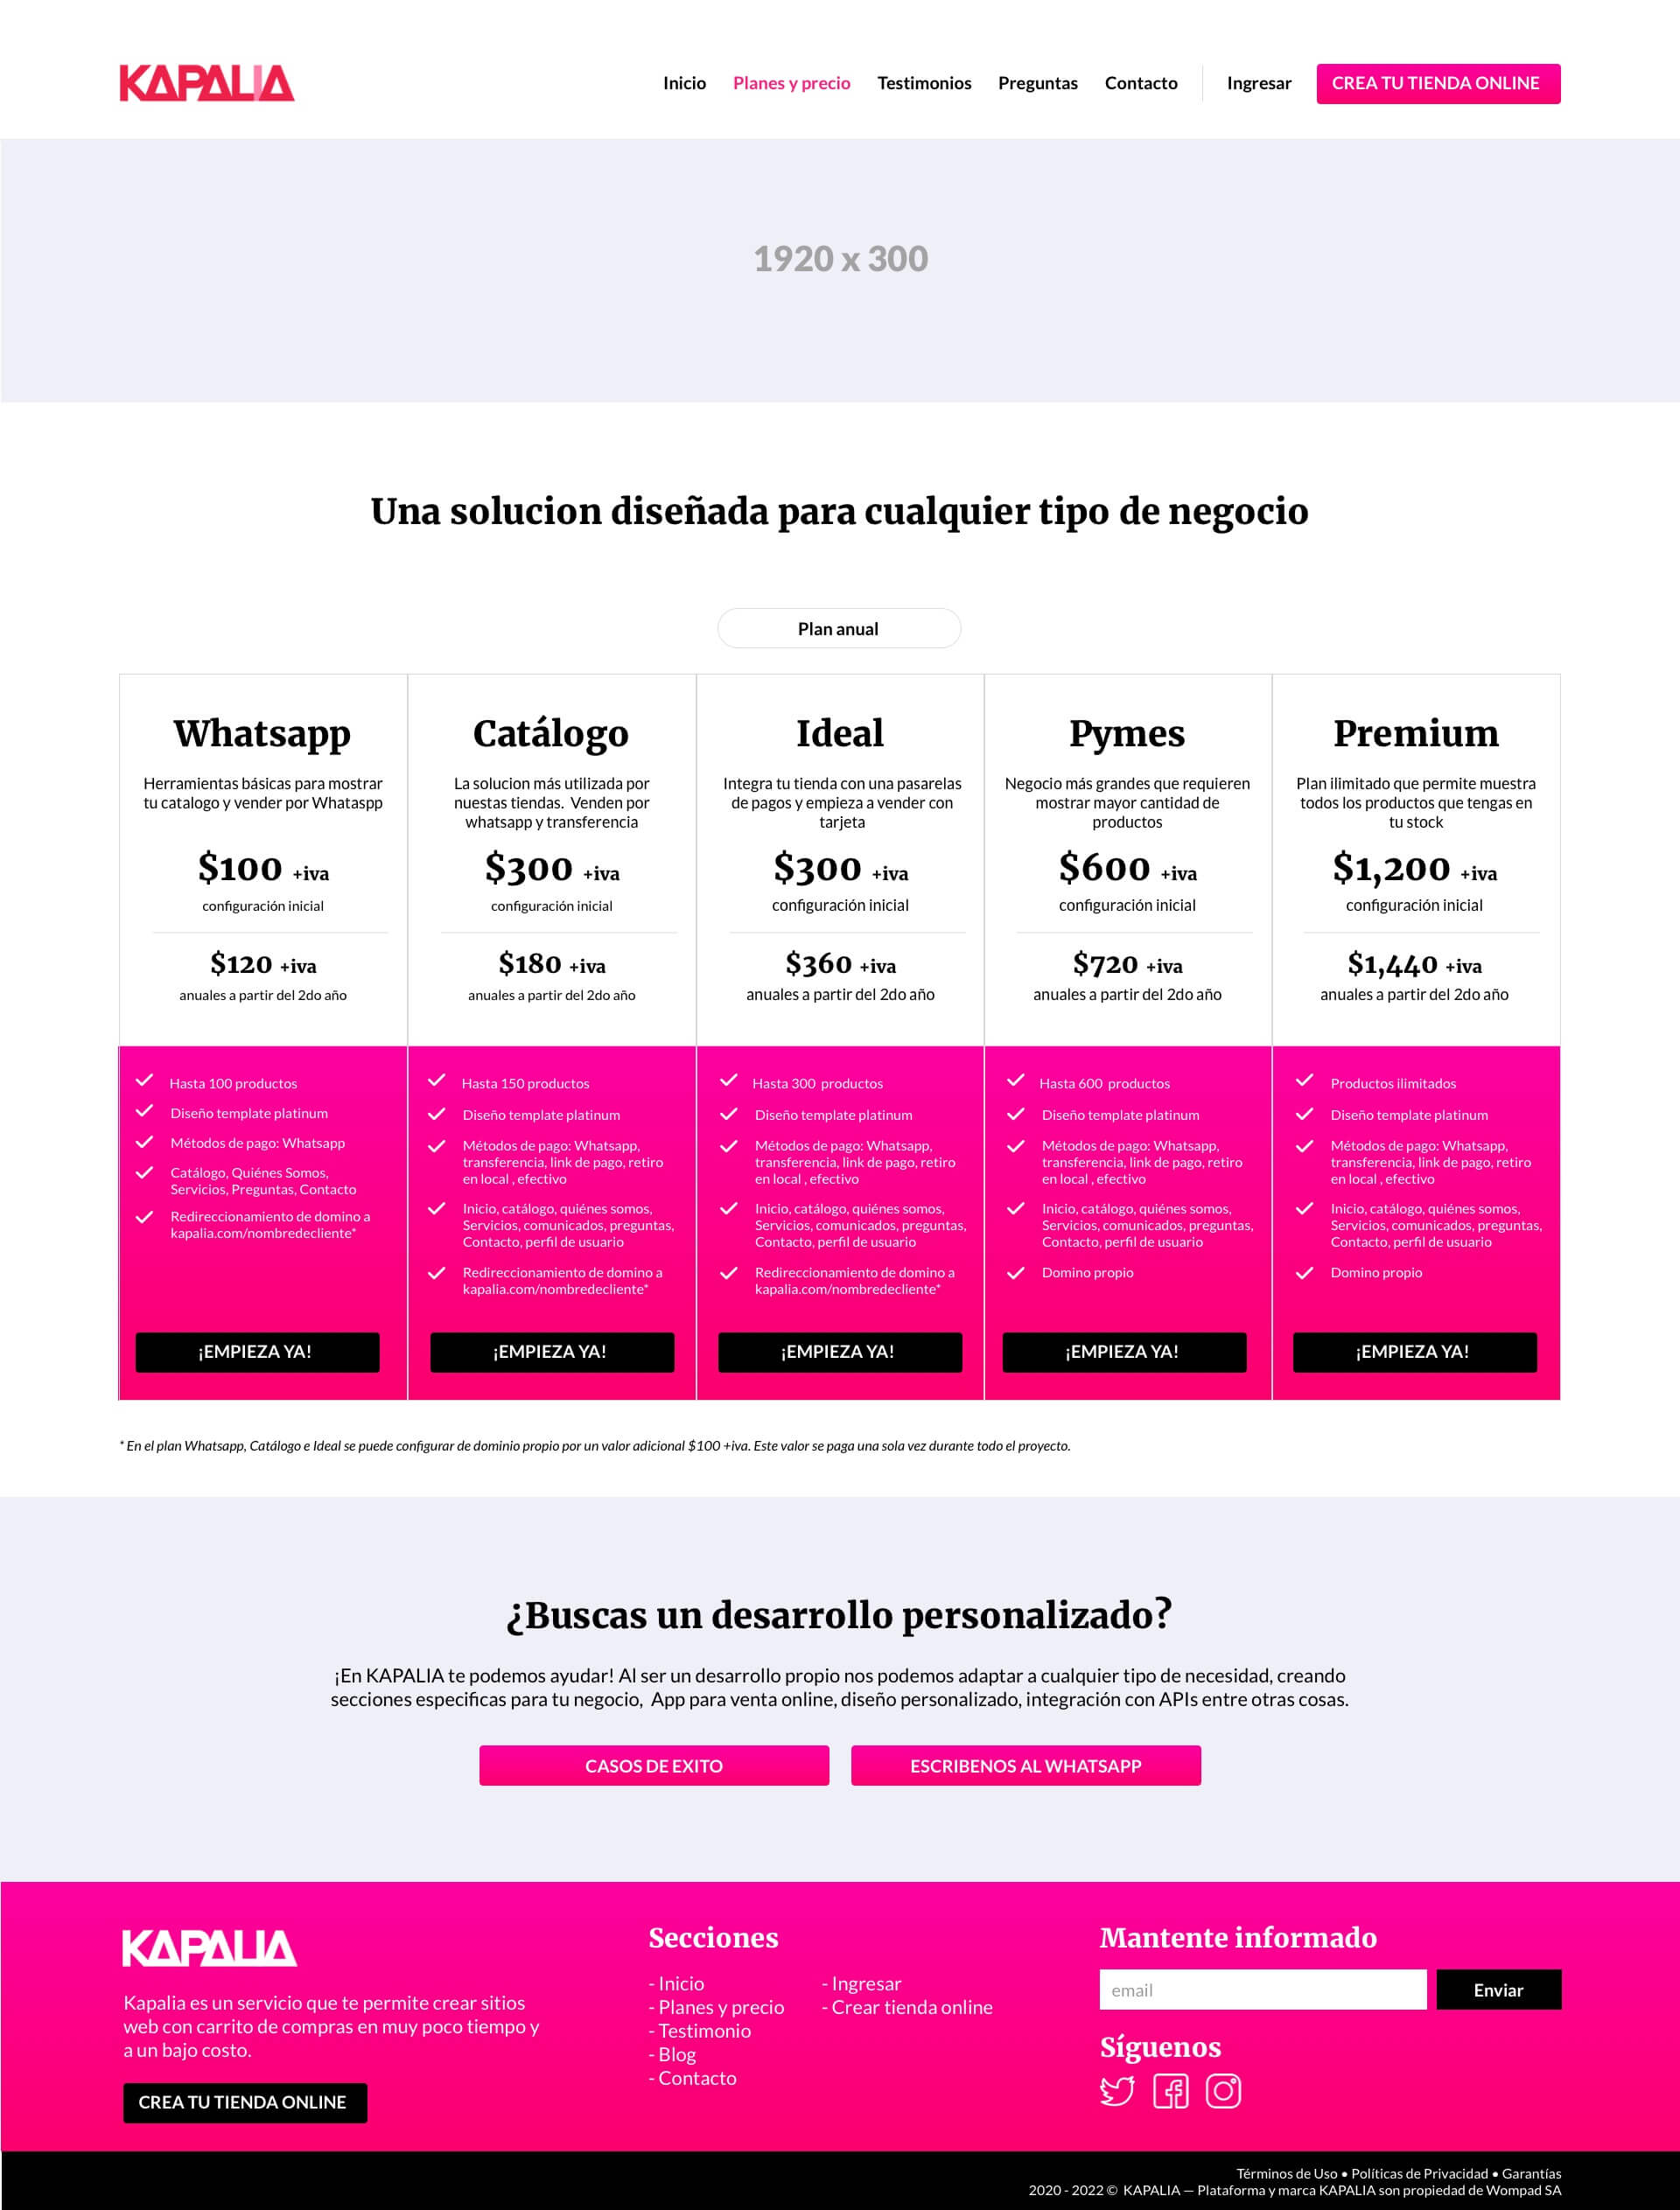 KAPALIA
Inicio Planes y precio Testimonios Preguntas Contacto Ingresar CREA TU TIENDA ONLINE
1920 x 300
Una solucion diseñada para cualquier tipo de negocio
Plan anual
Whatsapp
Herramientas básicas para mostrar
tu catalogo y vender por Whataspp
$100 +iva
configuración inicial
$120 +iva
anuales a partir del 2do año
Hasta 100 productos
Diseño template platinum
Métodos de pago: Whatsapp
Catálogo, Quiénes Somos,
Servicios, Preguntas, Contacto
Redireccionamiento de domino a
kapalia.com/nombredecliente*
¡EMPIEZA YA!
Catálogo
La solucion más utilizada por
nuestas tiendas. Venden por
whatsapp y transferencia
$300 +iva
configuración inicial
$180 +iva
anuales a partir del 2do año
Hasta 150 productos
Diseño template platinum
Métodos de pago: Whatsapp,
transferencia, link de pago, retiro
en local , efectivo
Inicio, catálogo, quiénes somos,
Servicios, comunicados, preguntas,
Contacto, perfil de usuario
Redireccionamiento de domino a
kapalia.com/nombredecliente*
¡EMPIEZA YA!
Ideal
Integra tu tienda con una pasarelas
de pagos y empieza a vender con
tarjeta
$300 +iva
configuración inicial
$360 +iva
anuales a partir del 2do año
Hasta 300 productos
Diseño template platinum
Métodos de pago: Whatsapp,
transferencia, link de pago, retiro
en local , efectivo
Inicio, catálogo, quiénes somos,
Servicios, comunicados, preguntas,
Contacto, perfil de usuario
Redireccionamiento de domino a
kapalia.com/nombredecliente*
¡EMPIEZA YA!
Pymes
Negocio más grandes que requieren
mostrar mayor cantidad de
productos
$600 +iva
configuración inicial
$720 +iva
anuales a partir del 2do año
Hasta 600 productos
Diseño template platinum
Métodos de pago: Whatsapp,
transferencia, link de pago, retiro
en local , efectivo
Inicio, catálogo, quiénes somos,
Servicios, comunicados, preguntas,
Contacto, perfil de usuario
Domino propio
¡EMPIEZA YA!
Premium
Plan ilimitado que permite muestra
todos los productos que tengas en
tu stock
$1,200 +iva
configuración inicial
$1,440 +iva
anuales a partir del 2do año
Productos ilimitados
Diseño template platinum
Métodos de pago: Whatsapp,
transferencia, link de pago, retiro
en local , efectivo
Inicio, catálogo, quiénes somos,
Servicios, comunicados, preguntas,
Contacto, perfil de usuario
Domino propio
¡EMPIEZA YA!
* En el plan Whatsapp, Catálogo e Ideal se puede configurar de dominio propio por un valor adicional $100 +iva. Este valor se paga una sola vez durante todo el proyecto.
¿Buscas un desarrollo personalizado?
¡En KAPALIA te podemos ayudar! Al ser un desarrollo propio nos podemos adaptar a cualquier tipo de necesidad, creando
secciones especificas para tu negocio, App para venta online, diseño personalizado, integración con APIs entre otras cosas.
CASOS DE EXITO
ESCRIBENOS AL WHATSAPP
KAPALIA
Kapalia es un servicio que te permite crear sitios
web con carrito de compras en muy poco tiempo y
a un bajo costo.
CREA TU TIENDA ONLINE
Secciones
- Inicio
- Planes y precio
- Testimonio
- Blog
- Contacto
- Ingresar
- Crear tienda online
Mantente informado
email
Enviar
Síguenos
Términos de Uso • Políticas de Privacidad • Garantías
2020 - 2022 © KAPALIA — Plataforma y marca KAPALIA son propiedad de Wompad SA